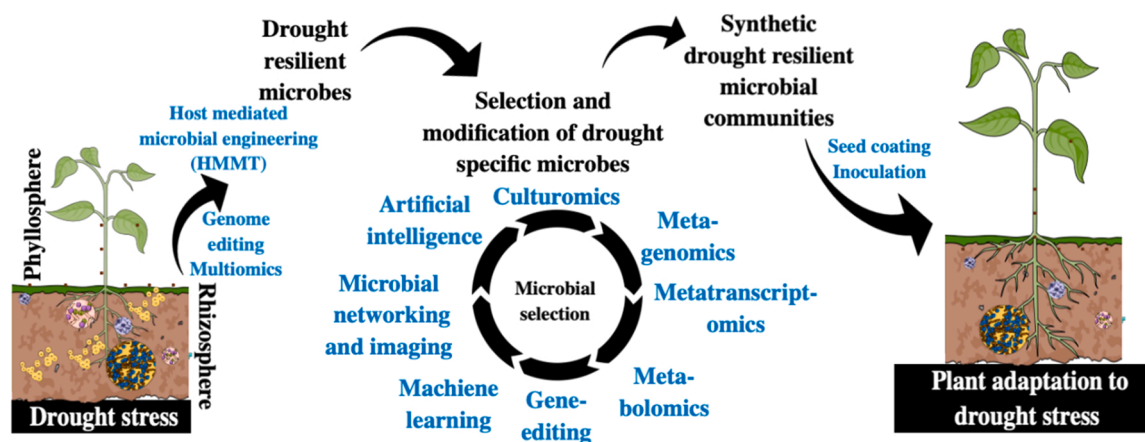 Phyllosphere
Rhizosphere
Drought stress
Genome
editing
Multiomics
Host mediated
microbial engineering
(HMMT)
Drought
resilient
microbes
Selection and
modification of drought
specific microbes
Culturomics
Meta-
genomics
Metatranscript-
omics
Meta-
bolomics
Gene-
editing
Machiene
learning
Microbial
networking
and imaging
Artificial
intelligence
Microbial
selection
Synthetic
drought resilient
microbial
communities
Seed coating
Inoculation
Plant adaptation to
drought stress